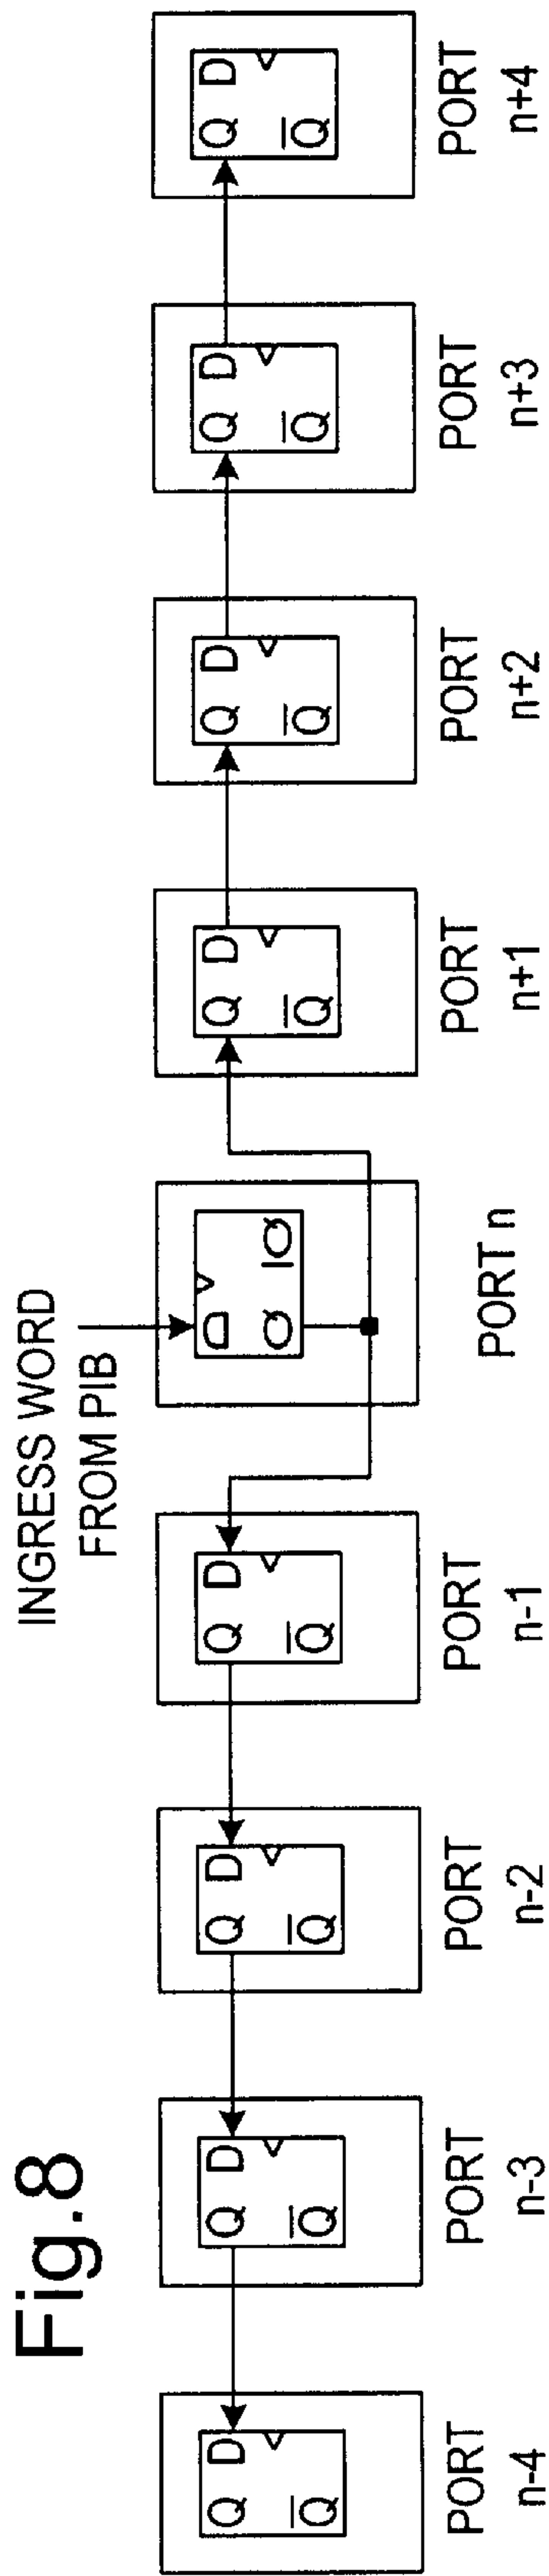 Fig.8
INGRESS WORD
FROM PIB
Q D
Q
PORT
n-4
Q D
Q
PORT
n-3
Q D
Q
PORT
n-2
Q D
Q
PORT
n-1
D
Q Q
PORT n
Q D
Q
PORT
n+1
Q D
Q
PORT
n+2
Q D
Q
PORT
n+3
Q D
Q
PORT
n+4